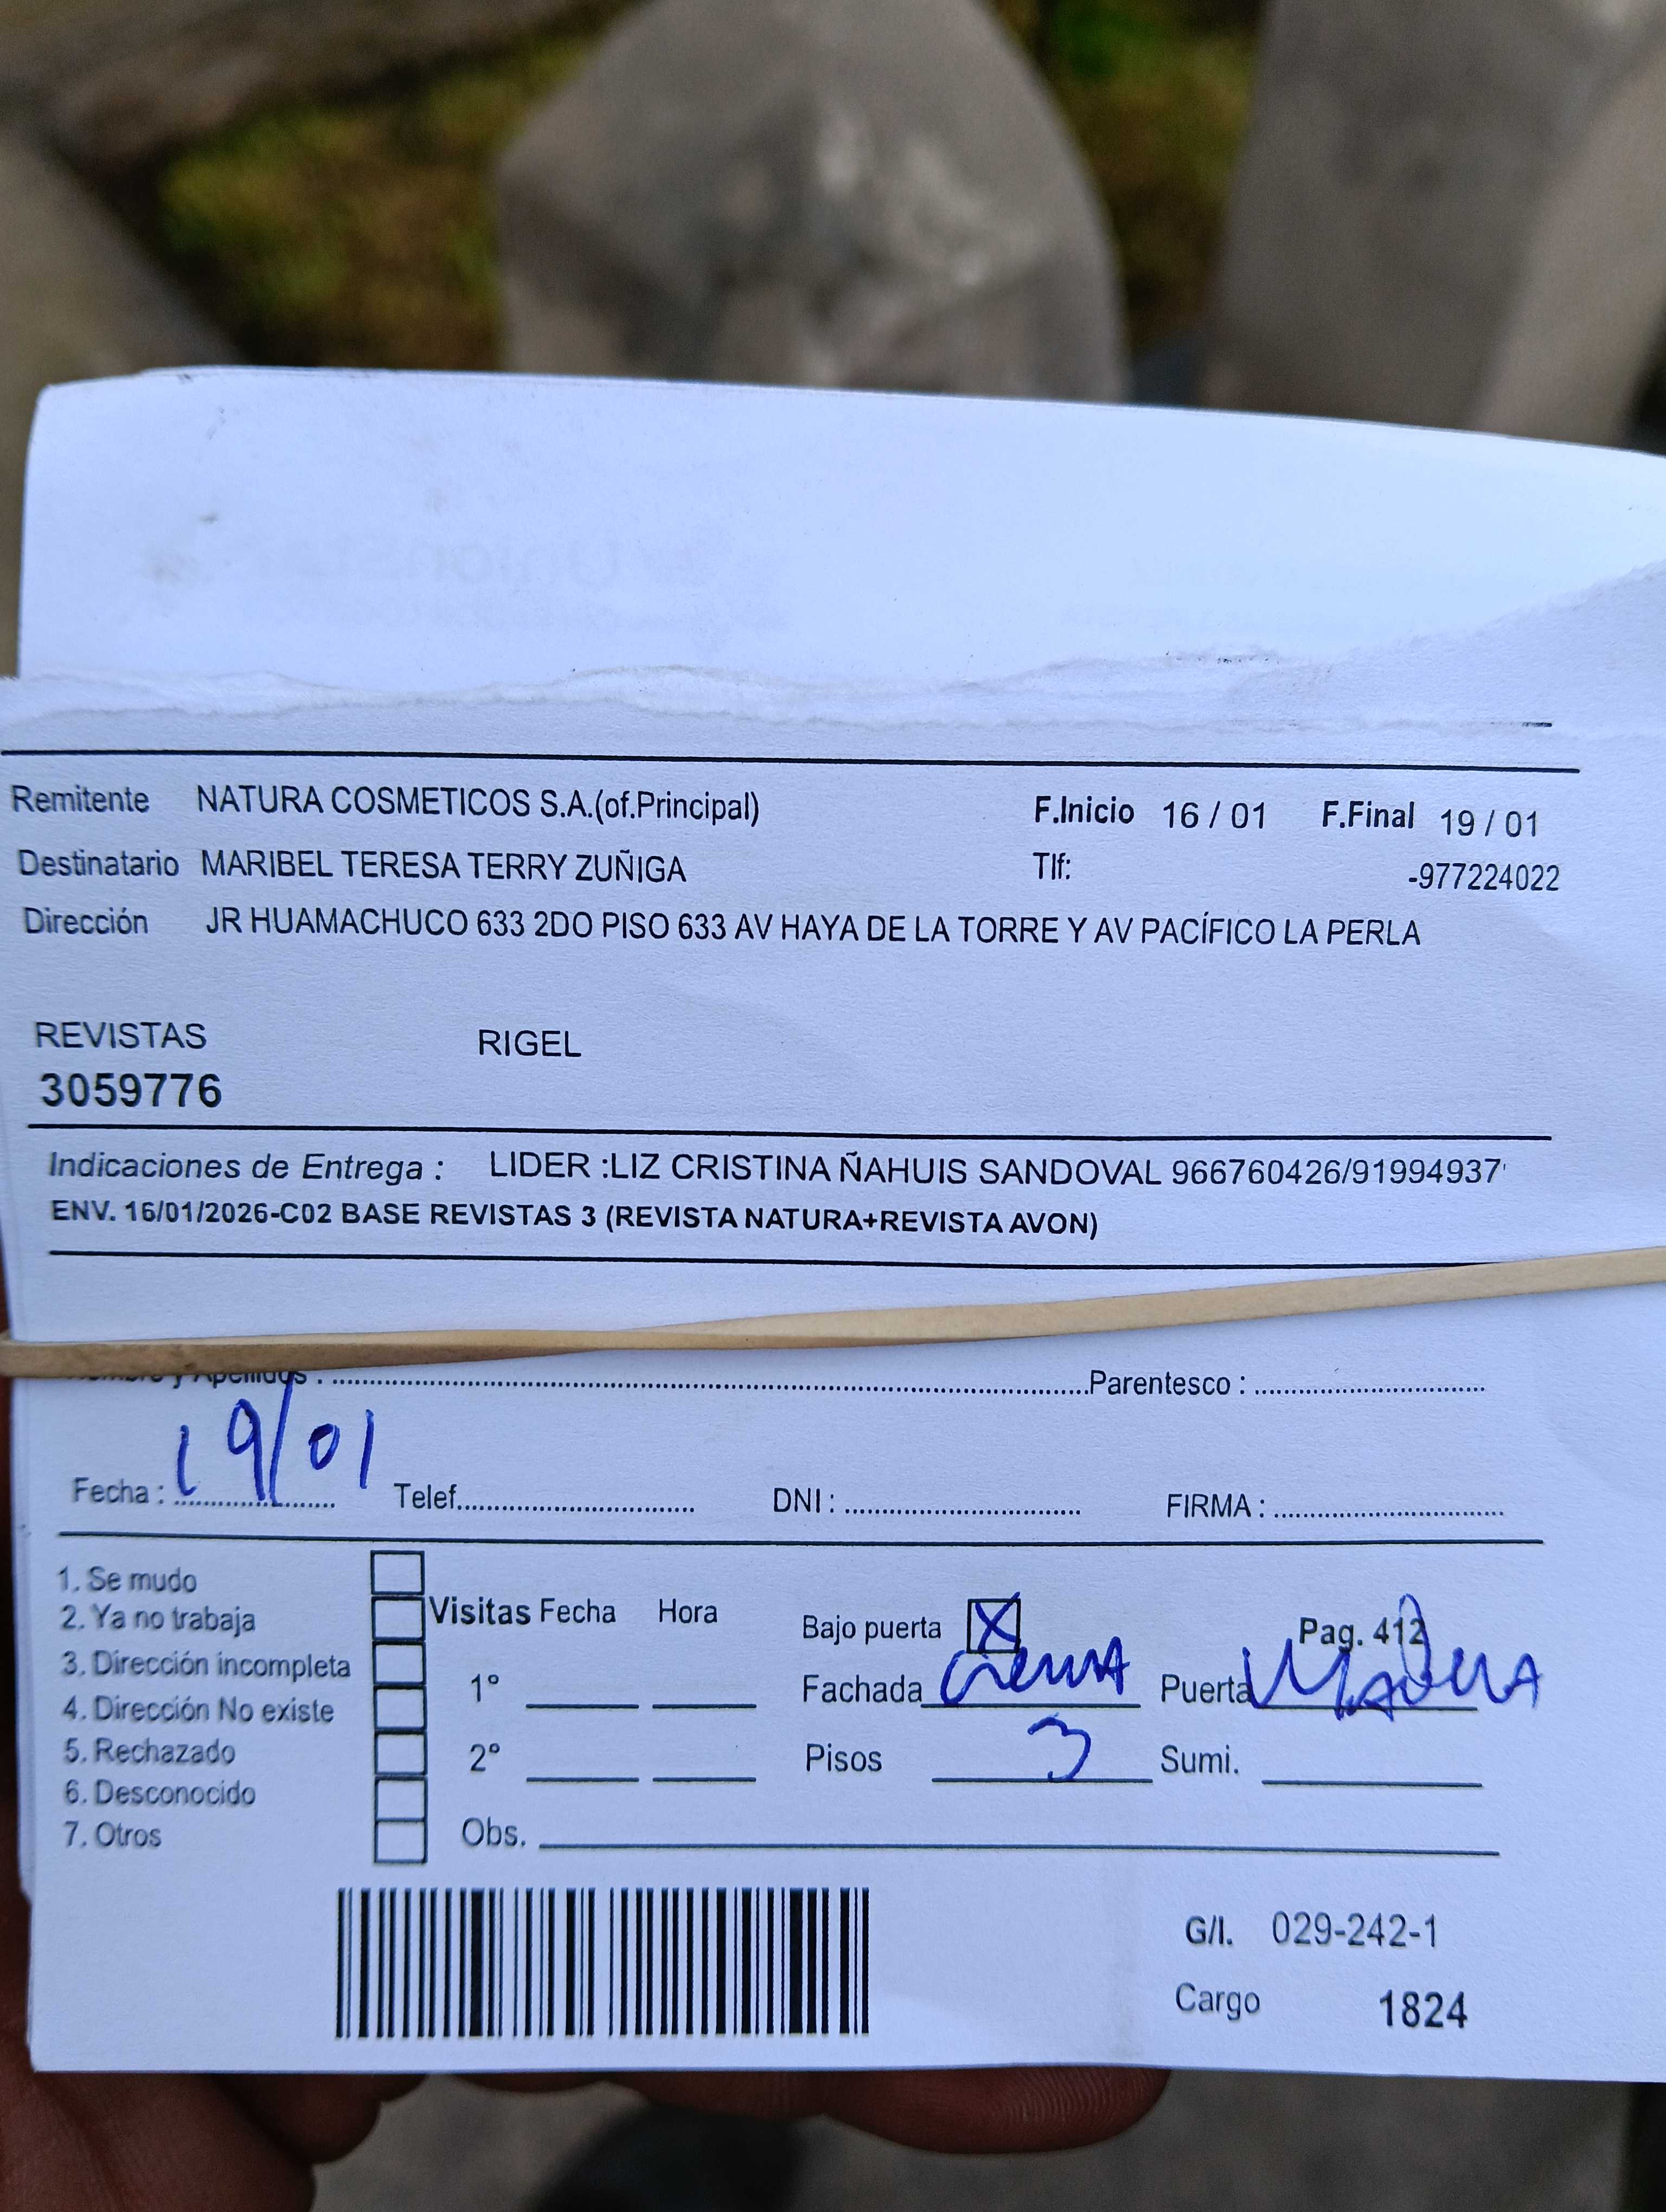 UnionStar
Remitente NATURA COSMETICOS S.A.(of.Principal) F.Inicio 16 / 01 F.Final 19 / 01
Destinatario MARIBEL TERESA TERRY ZUÑIGA Tlf: -977224022
Dirección JR HUAMACHUCO 633 2DO PISO 633 AV HAYA DE LA TORRE Y AV PACÍFICO LA PERLA
REVISTAS RIGEL
3059776
Indicaciones de Entrega : LIDER :LIZ CRISTINA ÑAHUIS SANDOVAL 966760426/91994937
ENV. 16/01/2026-C02 BASE REVISTAS 3 (REVISTA NATURA+REVISTA AVON)
y Apellidos : Parentesco :
Fecha : 19/01 Telef. DNI : FIRMA :
1. Se mudo
2. Ya no trabaja Visitas Fecha Hora Bajo puerta X Pag. 412
3. Dirección incompleta
4. Dirección No existe 1° Fachada crema Puerta Madera
5. Rechazado 2° Pisos 3 Sumi.
6. Desconocido
7. Otros Obs.
G/I. 029-242-1
Cargo 1824